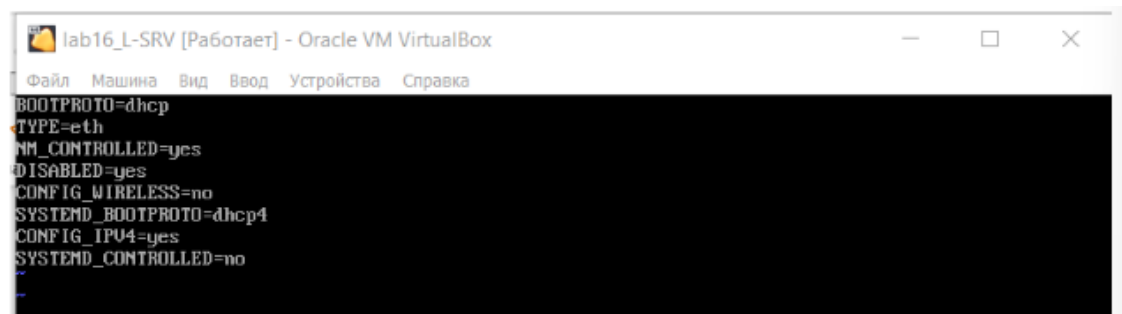 lab16_L-SRV [Работает] - Oracle VM VirtualBox
Файл Машина Вид Ввод Устройства Справка
BOOTPROTO=dhcp
TYPE=eth
NM_CONTROLLED=yes
DISABLED=yes
CONFIG_WIRELESS=no
SYSTEMD_BOOTPROTO=dhcp4
CONFIG_IPV4=yes
SYSTEMD_CONTROLLED=no
~
~